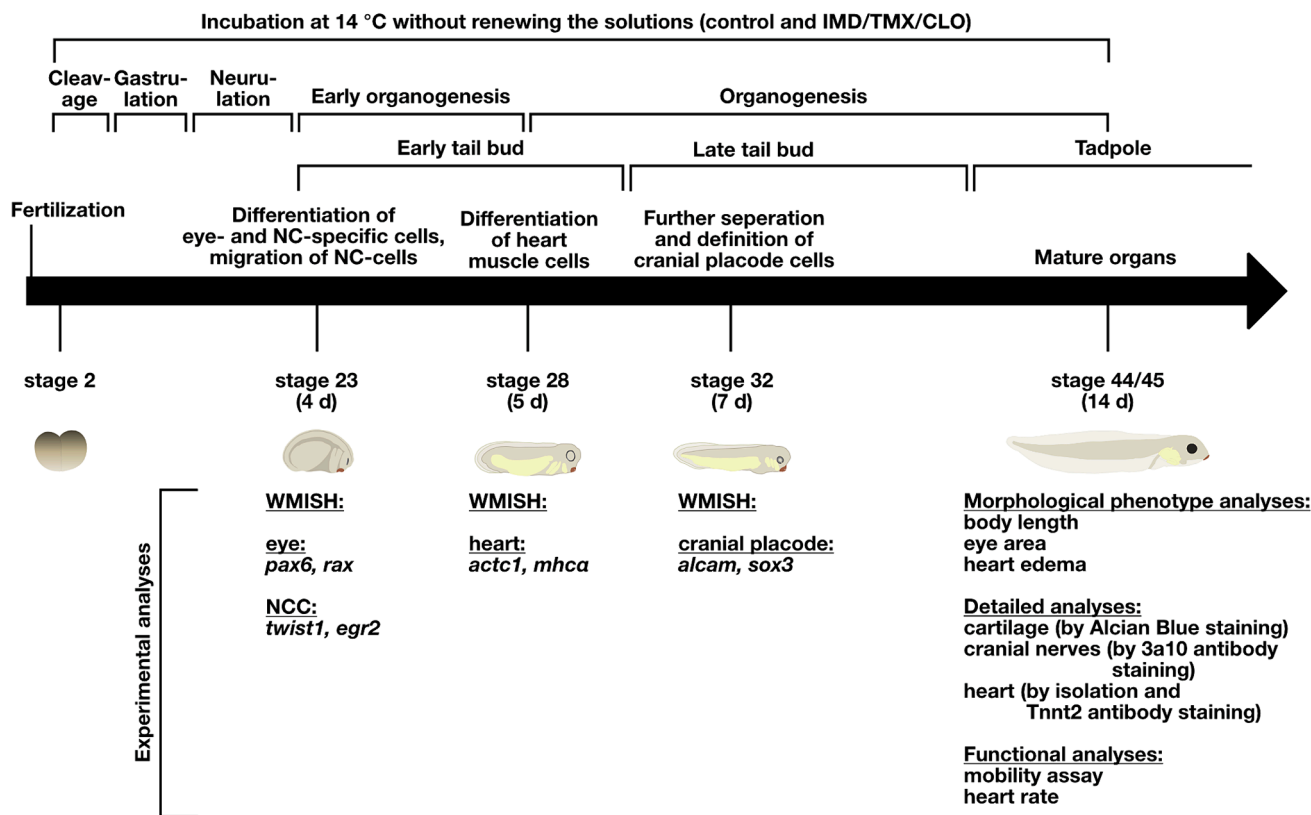 Incubation at 14 °C without renewing the solutions (control and IMD/TMX/CLO)
Cleav-
age
Gastru-
lation
Neuru-
lation
Early organogenesis
Organogenesis
Early tail bud
Late tail bud
Tadpole
Fertilization
Differentiation of
eye- and NC-specific cells,
migration of NC-cells
Differentiation
of heart
muscle cells
Further seperation
and definition of
cranial placode cells
Mature organs
stage 2
stage 23
(4 d)
stage 28
(5 d)
stage 32
(7 d)
stage 44/45
(14 d)
Experimental analyses
WMISH:
eye:
pax6, rax
NCC:
twist1, egr2
WMISH:
heart:
actc1, mhcα
WMISH:
cranial placode:
alcam, sox3
Morphological phenotype analyses:
body length
eye area
heart edema
Detailed analyses:
cartilage (by Alcian Blue staining)
cranial nerves (by 3a10 antibody
staining)
heart (by isolation and
Tnnt2 antibody staining)
Functional analyses:
mobility assay
heart rate